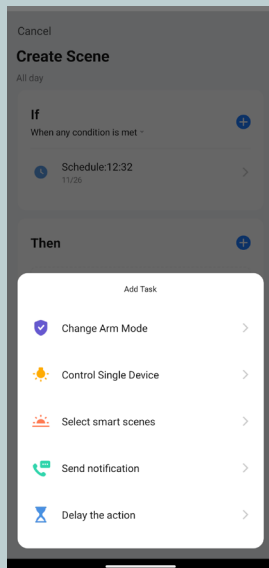 Cancel
Create Scene
All day
If
When any condition is met
Schedule:12:32
11/26
Then
Add Task
Change Arm Mode
Control Single Device
Select smart scenes
Send notification
Delay the action